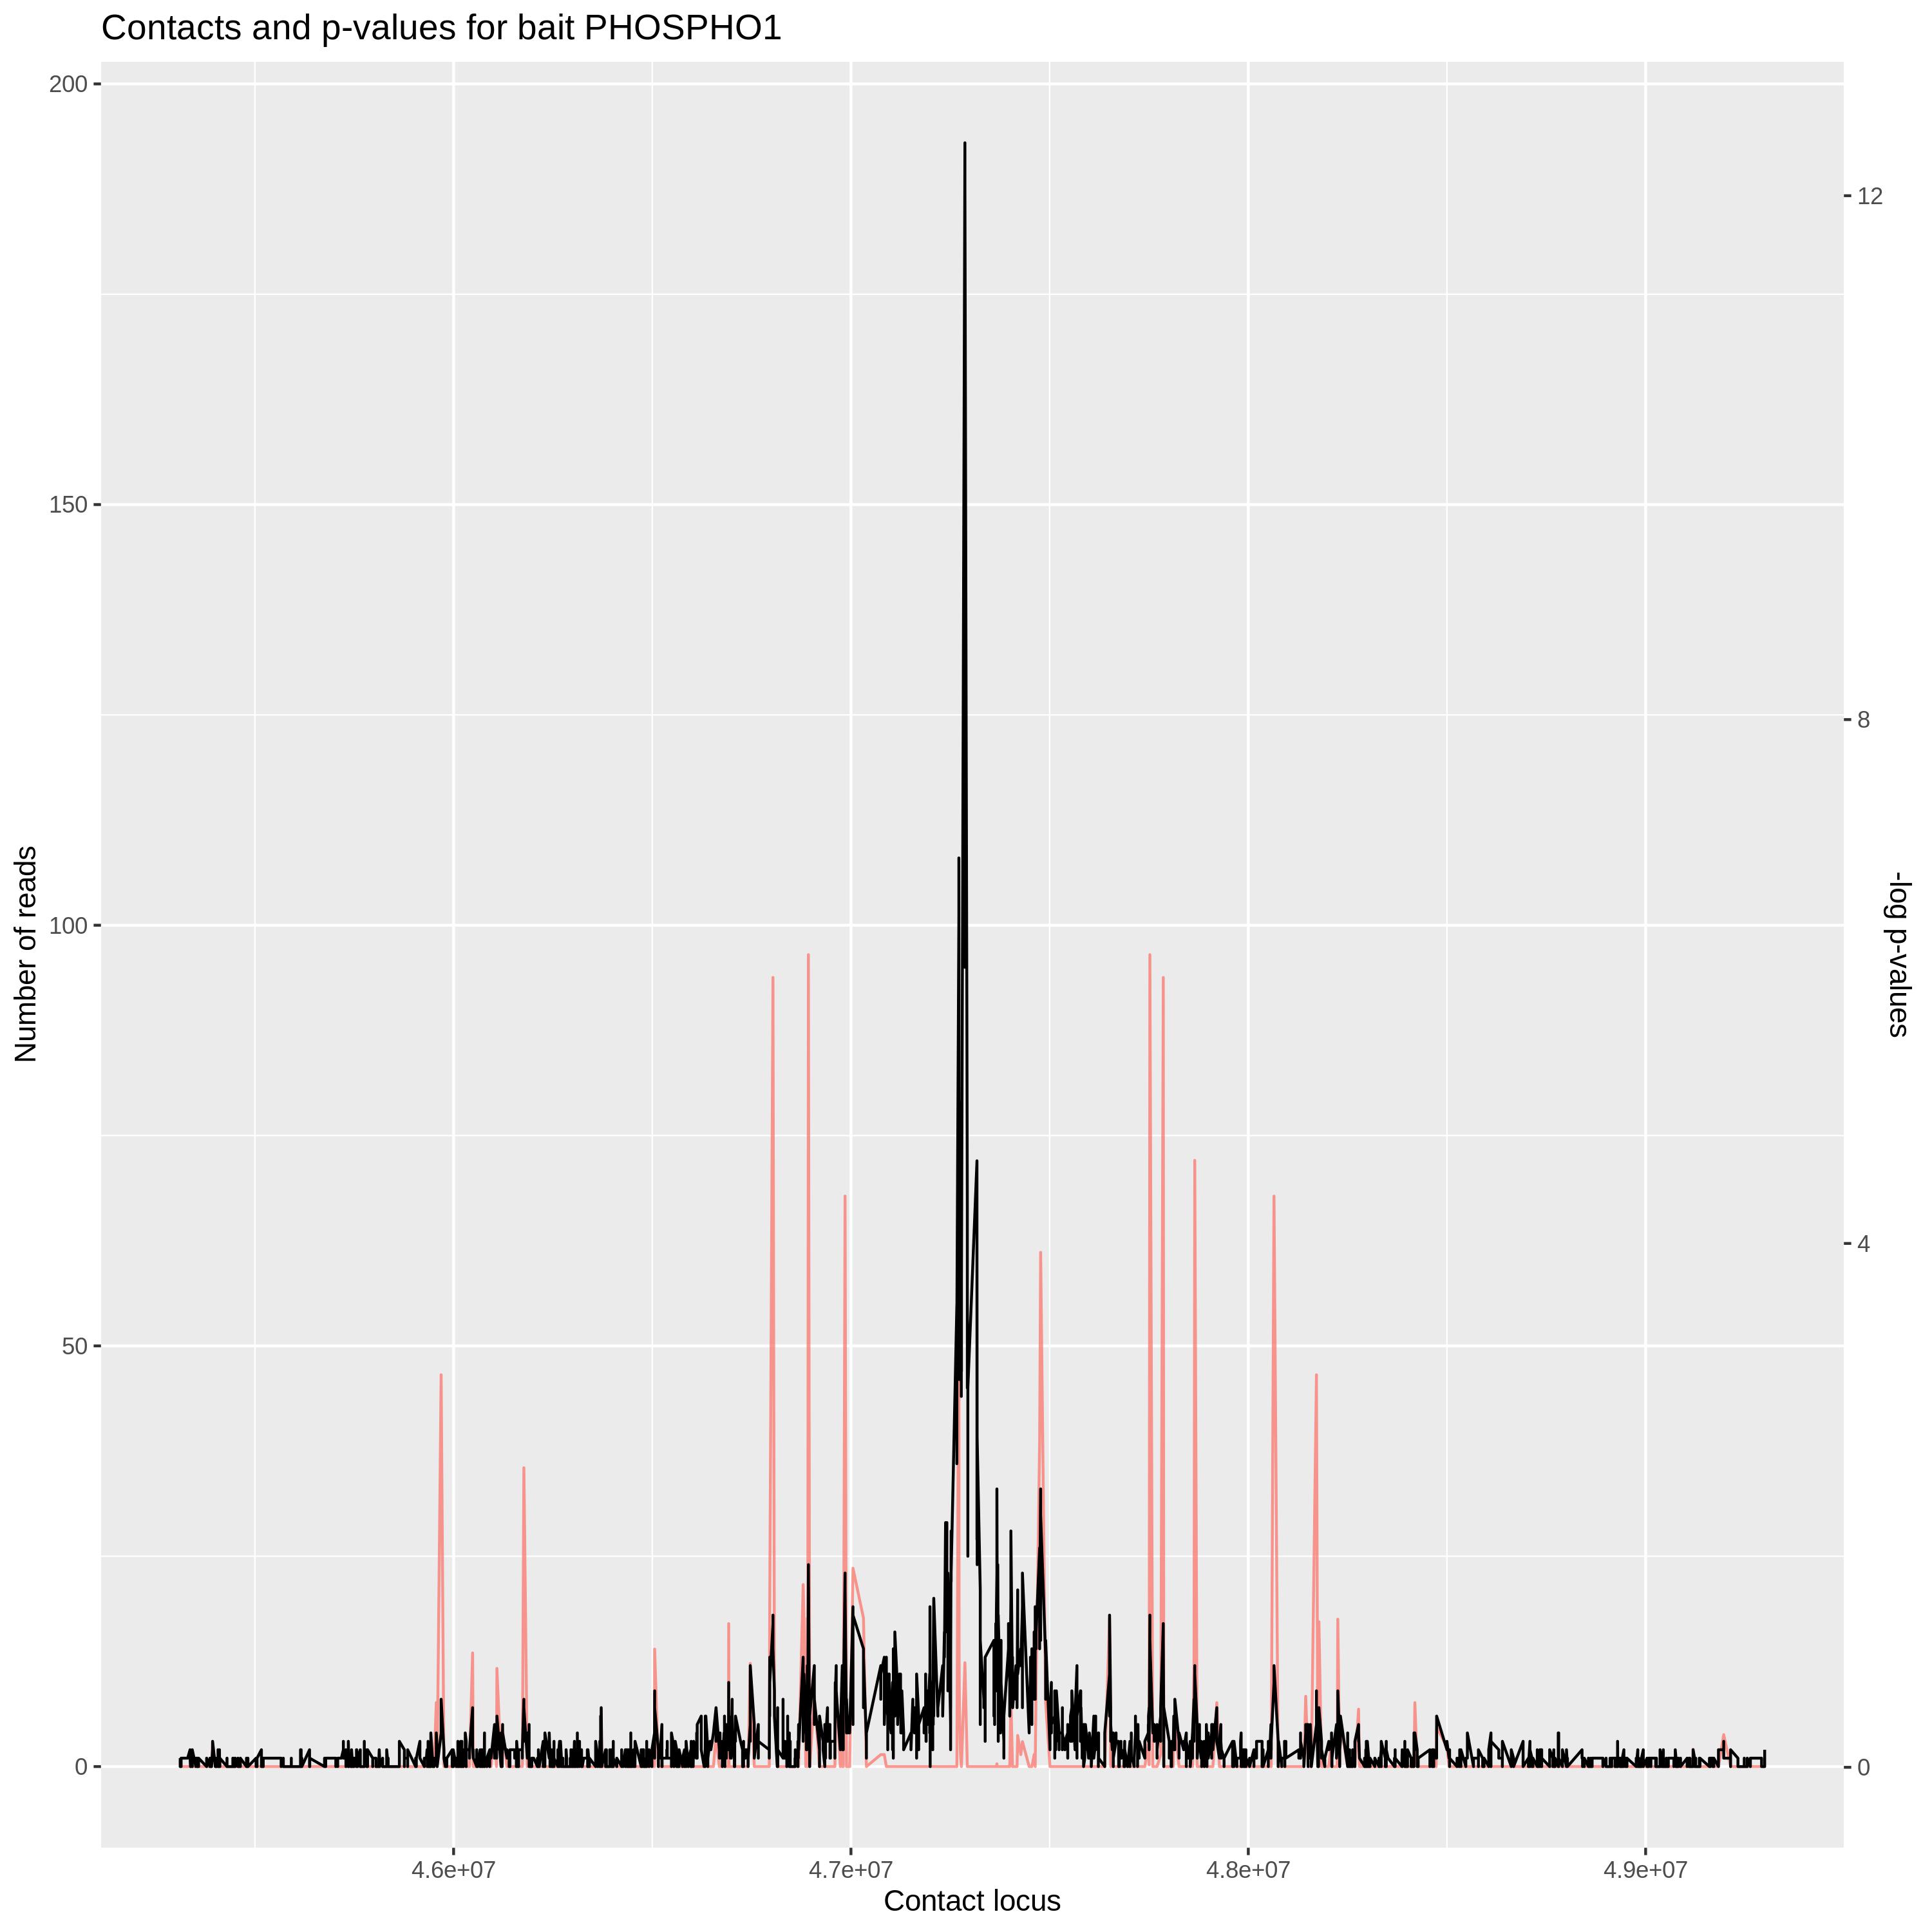 Contacts and p-values for bait PHOSPHO1
200
150
100
50
0
Number of reads
12
8
4
0
-log p-values
4.6e+07
4.7e+07
4.8e+07
4.9e+07
Contact locus